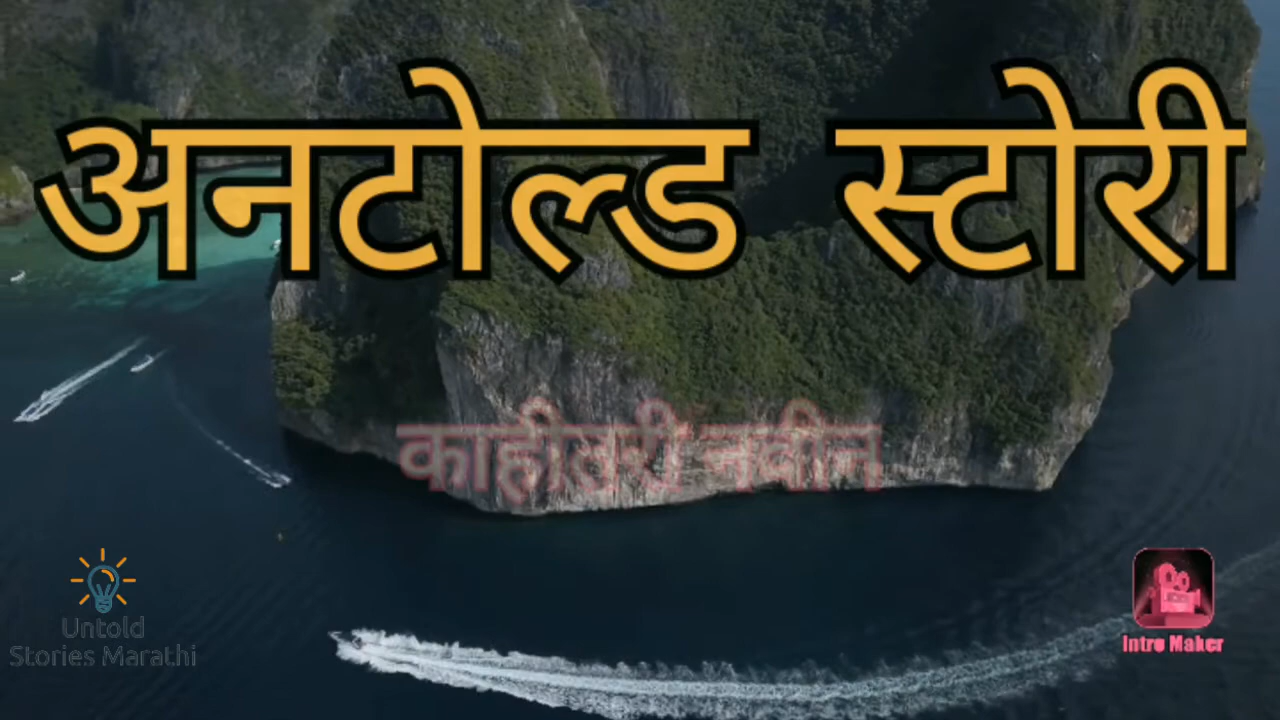 अनटोल्ड स्टोरी
काहीतरी नवीन
Untold
Stories Marathi
Intro Maker